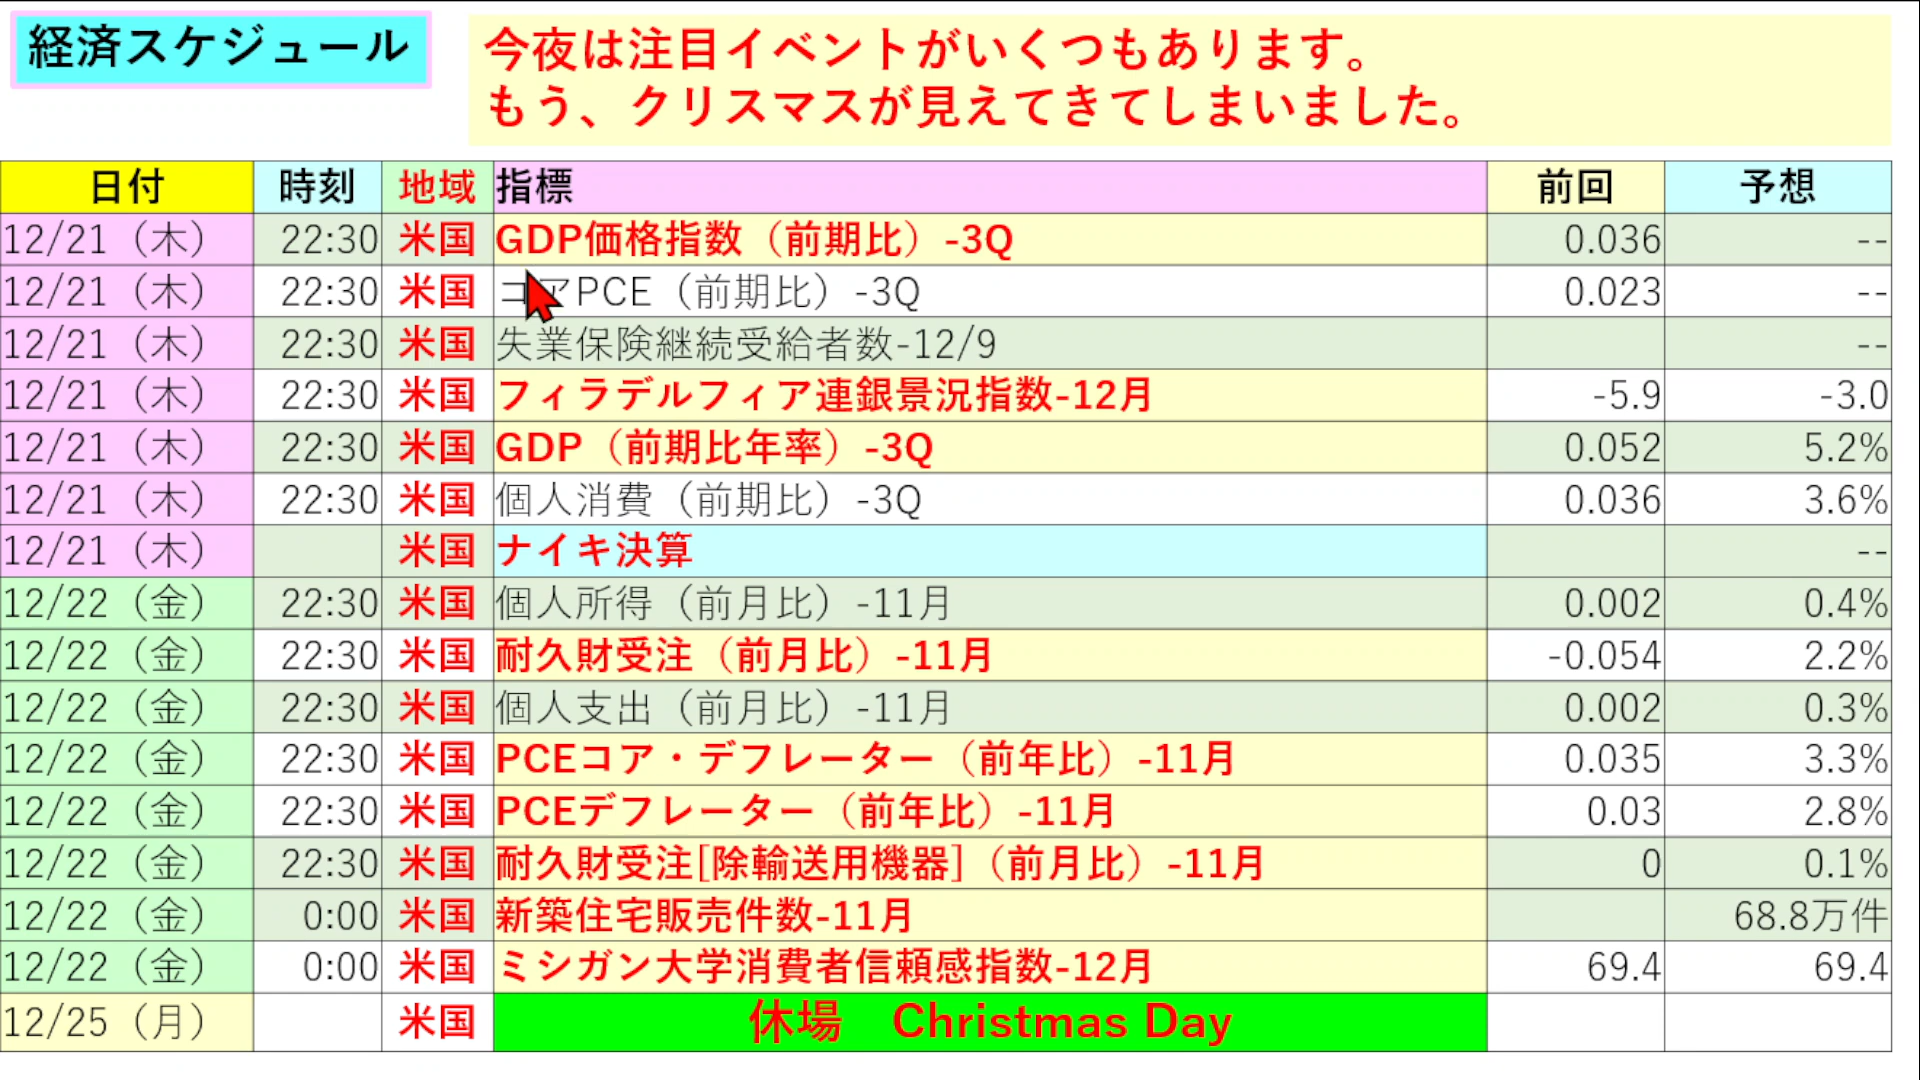 経済スケジュール
今夜は注目イベントがいくつもあります。
もう、クリスマスが見えてきてしまいました。
日付 時刻 地域 指標 前回 予想
12/21（木） 22:30 米国 GDP価格指数（前期比）-3Q 0.036 --
12/21（木） 22:30 米国 コアPCE（前期比）-3Q 0.023 --
12/21（木） 22:30 米国 失業保険継続受給者数-12/9 --
12/21（木） 22:30 米国 フィラデルフィア連銀景況指数-12月 -5.9 -3.0
12/21（木） 22:30 米国 GDP（前期比年率）-3Q 0.052 5.2%
12/21（木） 22:30 米国 個人消費（前期比）-3Q 0.036 3.6%
12/21（木） 米国 ナイキ決算 --
12/22（金） 22:30 米国 個人所得（前月比）-11月 0.002 0.4%
12/22（金） 22:30 米国 耐久財受注（前月比）-11月 -0.054 2.2%
12/22（金） 22:30 米国 個人支出（前月比）-11月 0.002 0.3%
12/22（金） 22:30 米国 PCEコア・デフレーター（前年比）-11月 0.035 3.3%
12/22（金） 22:30 米国 PCEデフレーター（前年比）-11月 0.03 2.8%
12/22（金） 22:30 米国 耐久財受注[除輸送用機器]（前月比）-11月 0 0.1%
12/22（金） 0:00 米国 新築住宅販売件数-11月 68.8万件
12/22（金） 0:00 米国 ミシガン大学消費者信頼感指数-12月 69.4 69.4
12/25（月） 米国 休場　Christmas Day